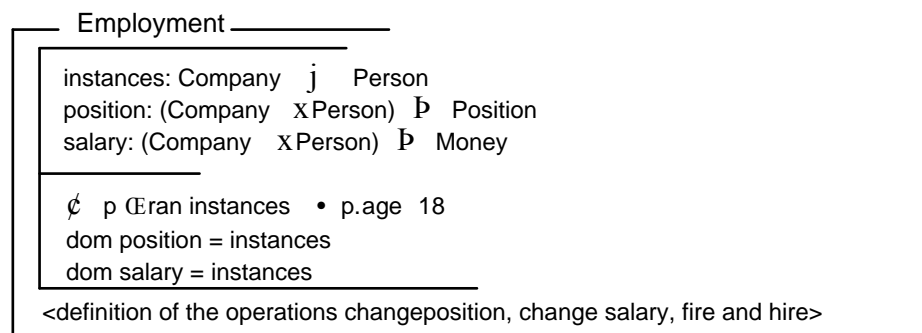 Employment
instances: Company j Person
position: (Company x Person) Þ Position
salary: (Company x Person) Þ Money
¢ p Œ ran instances • p.age 18
dom position = instances
dom salary = instances
<definition of the operations changeposition, change salary, fire and hire>